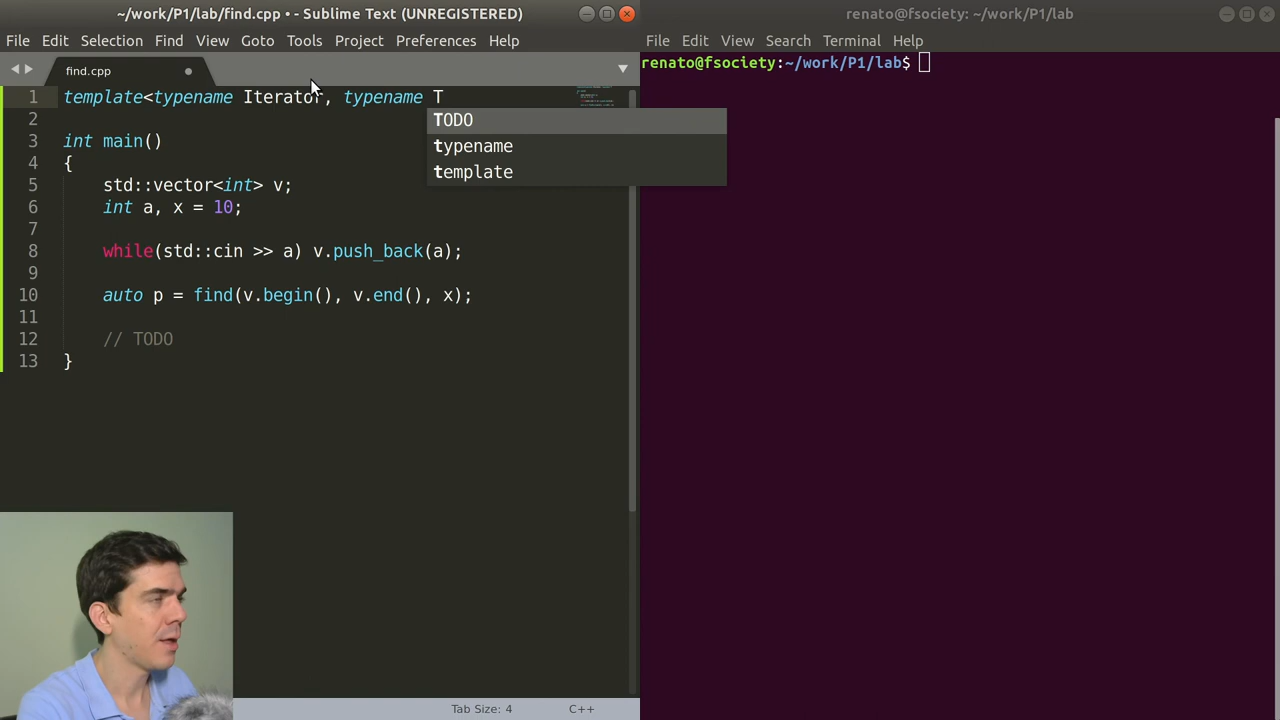 ~/work/P1/lab/find.cpp • - Sublime Text (UNREGISTERED)
File Edit Selection Find View Goto Tools Project Preferences Help
find.cpp
1 template<typename Iterator, typename T
TODO
typename
template
2
3 int main()
4 {
5 std::vector<int> v;
6 int a, x = 10;
7
8 while(std::cin >> a) v.push_back(a);
9
10 auto p = find(v.begin(), v.end(), x);
11
12 // TODO
13 }
Tab Size: 4 C++
renato@fsociety: ~/work/P1/lab
File Edit View Search Terminal Help
renato@fsociety:~/work/P1/lab$